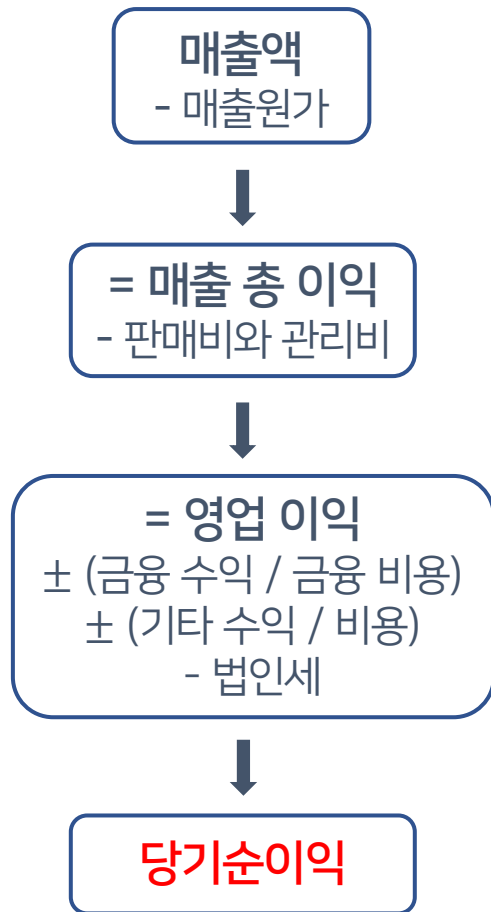 매출액
- 매출원가
= 매출 총 이익
- 판매비와 관리비
= 영업 이익
± (금융 수익 / 금융 비용)
± (기타 수익 / 비용)
- 법인세
당기순이익